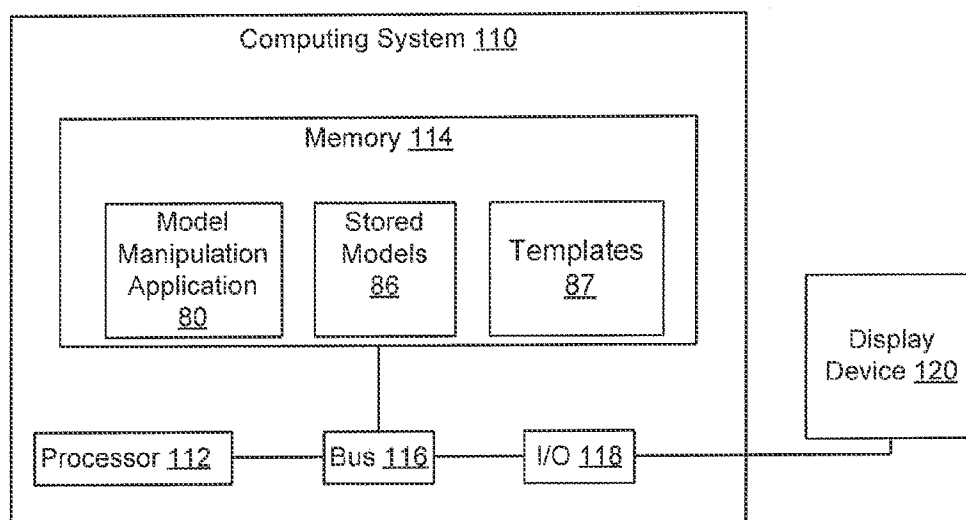 Computing System 110
Memory 114
Model
Manipulation
Application
80
Stored
Models
86
Templates
87
Display
Device 120
Processor 112
Bus 116
I/O 118